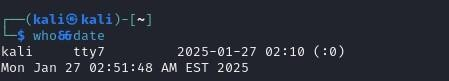 ┌──(kali㉿kali)-[~]
└─$ who&&date
kali     tty7         2025-01-27 02:10 (:0)
Mon Jan 27 02:51:48 AM EST 2025